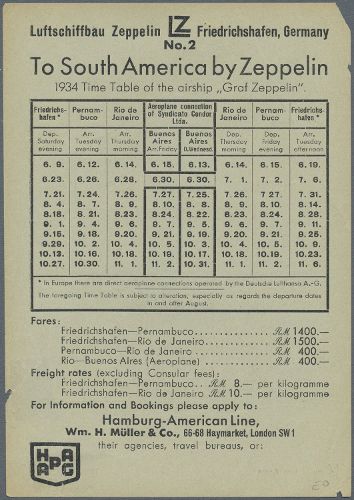 Luftschiffbau Zeppelin LZ Friedrichshafen, Germany
No. 2
To South America by Zeppelin
1934 Time Table of the airship „Graf Zeppelin".
Friedrichs-hafen * Pernam-buco Rio de Janeiro Aeroplane connection of Syndicato Condor Ltda. Rio de Janeiro Pernam-buco Friedrichs-hafen *
Dep. Saturday evening Arr. Tuesday evening Arr. Thursday morning Buenos Aires Arr. Friday Buenos Aires Dep. Thursday evening Dep. Friday evening Arr. Tuesday afternoon
6. 9. 6. 12. 6. 14. 6. 15. 6. 13. 6. 14. 6. 15. 6. 19.
6. 23. 6. 26. 6. 28. 6. 30. 6. 30. 7. 1. 7. 2. 7. 6.
7. 21. 7. 24. 7. 26. 7. 27. 7. 25. 7. 26. 7. 27. 7. 31.
8. 4. 8. 7. 8. 9. 8. 10. 8. 8. 8. 9. 8. 10. 8. 14.
8. 18. 8. 21. 8. 23. 8. 24. 8. 22. 8. 23. 8. 24. 8. 28.
9. 1. 9. 4. 9. 6. 9. 7. 9. 5. 9. 6. 9. 7. 9. 11.
9. 15. 9. 18. 9. 20. 9. 21. 9. 19. 9. 20. 9. 21. 9. 25.
9. 29. 10. 2. 10. 4. 10. 5. 10. 3. 10. 4. 10. 5. 10. 9.
10. 13. 10. 16. 10. 18. 10. 19. 10. 17. 10. 18. 10. 19. 10. 23.
10. 27. 10. 30. 11. 1. 11. 2. 10. 31. 11. 1. 11. 2. 11. 6.
* In Europe there are direct aeroplane connections operated by the Deutsche Lufthansa A.-G.
The foregoing Time Table is subject to alteration, especially as regards the departure dates in and after August.
Fares:
Friedrichshafen—Pernambuco . . . . . . . . . . . . . . RM 1400.—
Friedrichshafen—Rio de Janeiro . . . . . . . . . . . RM 1500.—
Pernambuco—Rio de Janeiro . . . . . . . . . . . . . RM 400.—
Rio—Buenos Aires (Aeroplane) . . . . . . . . . . . RM 400.—
Freight rates (excluding Consular fees):
Friedrichshafen—Pernambuco. . . RM 8.— per kilogramme
Friedrichshafen—Rio de Janeiro RM 10.— per kilogramme
For Information and Bookings please apply to:
Hamburg-American Line,
Wm. H. Müller & Co., 66-68 Haymarket, London SW 1
their agencies, travel bureaus, or:
HAPAG